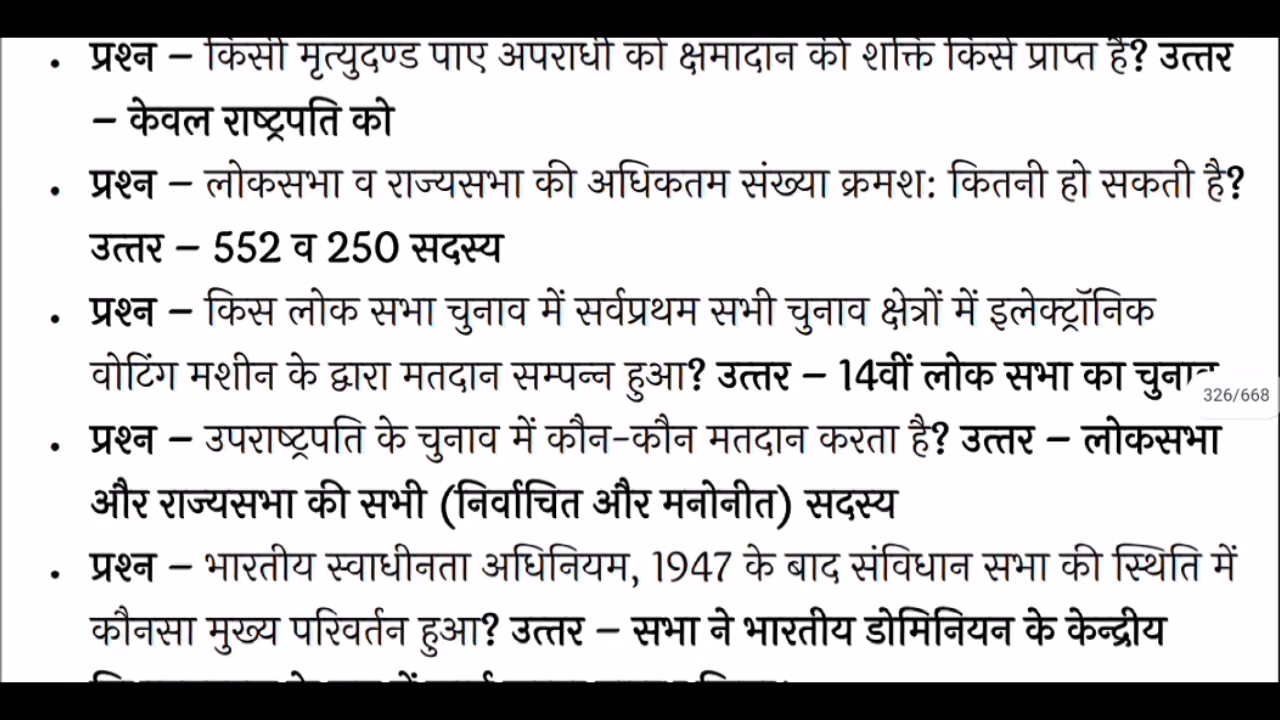 • प्रश्न – किसी मृत्युदण्ड पाए अपराधी को क्षमादान की शक्ति किसे प्राप्त है? उत्तर
– केवल राष्ट्रपति को
• प्रश्न – लोकसभा व राज्यसभा की अधिकतम संख्या क्रमश: कितनी हो सकती है?
उत्तर – 552 व 250 सदस्य
• प्रश्न – किस लोक सभा चुनाव में सर्वप्रथम सभी चुनाव क्षेत्रों में इलेक्ट्रॉनिक
वोटिंग मशीन के द्वारा मतदान सम्पन्न हुआ? उत्तर – 14वीं लोक सभा का चुनाव
326/668
• प्रश्न – उपराष्ट्रपति के चुनाव में कौन-कौन मतदान करता है? उत्तर – लोकसभा
और राज्यसभा की सभी (निर्वाचित और मनोनीत) सदस्य
• प्रश्न – भारतीय स्वाधीनता अधिनियम, 1947 के बाद संविधान सभा की स्थिति में
कौनसा मुख्य परिवर्तन हुआ? उत्तर – सभा ने भारतीय डोमिनियन के केन्द्रीय